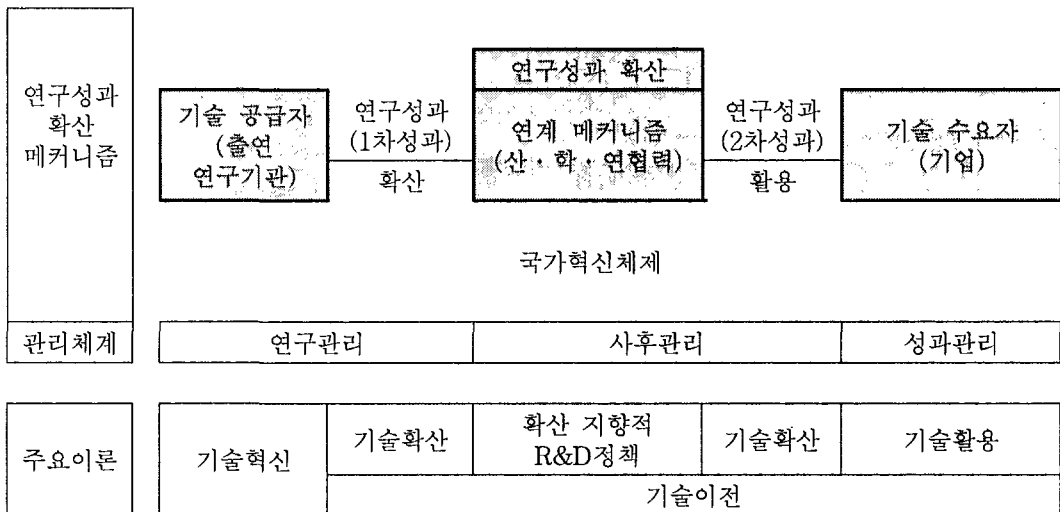 연구성과
확산
메커니즘
기술 공급자
(출연
연구기관)
연구성과
(1차성과)
확산
연구성과 확산
연계 메커니즘
(산·학·연협력)
연구성과
(2차성과)
활용
기술 수요자
(기업)
국가혁신체제
관리체계
연구관리
사후관리
성과관리
주요이론
기술혁신
기술확산
확산 지향적
R&D정책
기술확산
기술활용
기술이전